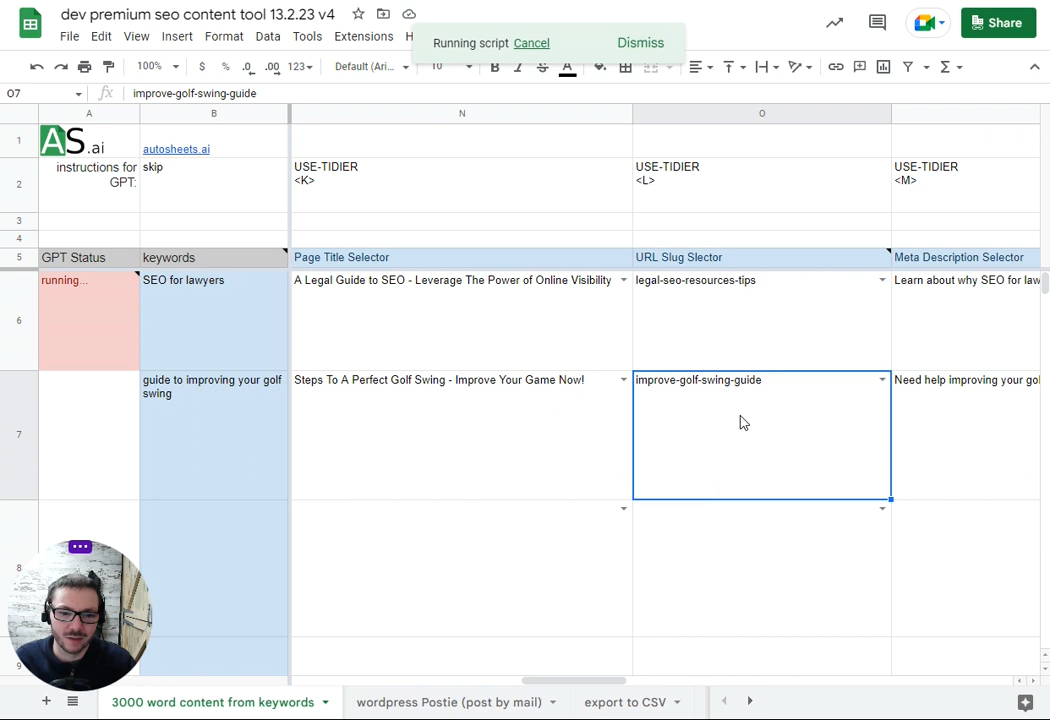 dev premium seo content tool 13.2.23 v4
File Edit View Insert Format Data Tools Extensions H
Running script Cancel Dismiss
Share
100% $ % .0 .00 123 Default (Ari... 10 B I S A Σ
O7 fx improve-golf-swing-guide
A B N O
1 AS.ai autosheets.ai
2 instructions for GPT: skip USE-TIDIER <K> USE-TIDIER <L> USE-TIDIER <M>
3
4
5 GPT Status keywords Page Title Selector URL Slug Slector Meta Description Selector
6 running... SEO for lawyers A Legal Guide to SEO - Leverage The Power of Online Visibility legal-seo-resources-tips Learn about why SEO for law
7 guide to improving your golf swing Steps To A Perfect Golf Swing - Improve Your Game Now! improve-golf-swing-guide Need help improving your gol
8
9
3000 word content from keywords wordpress Postie (post by mail) export to CSV